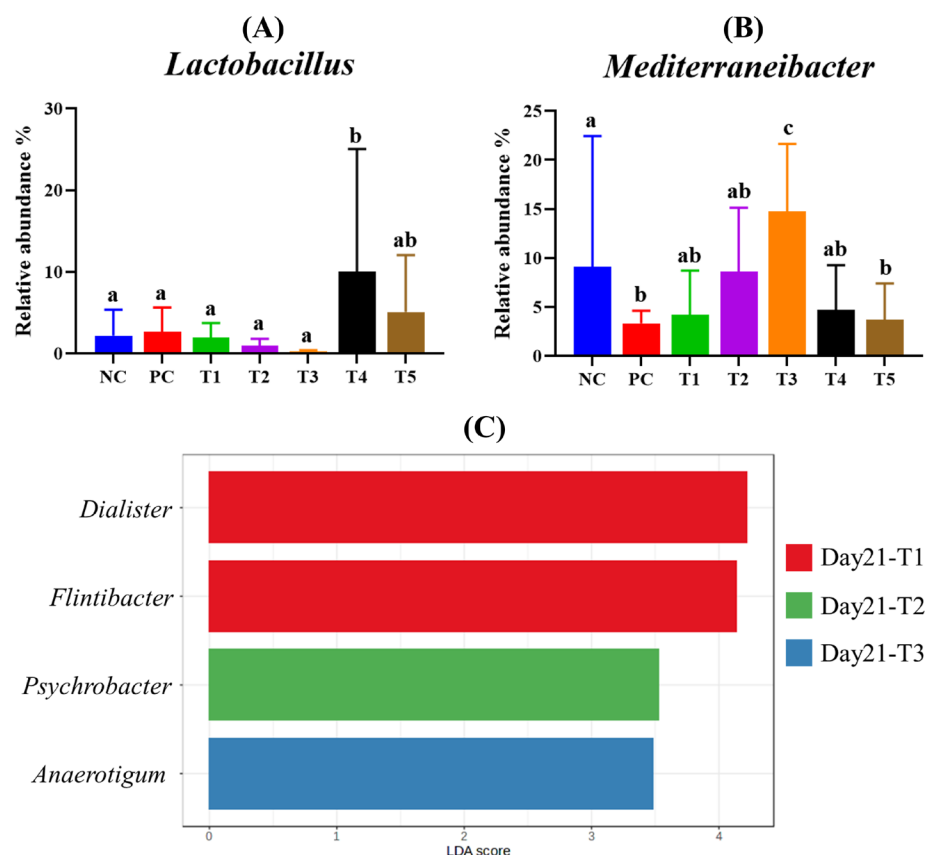 (A)
Lactobacillus
Relative abundance %
30
20
10
0
a
a
a
a
a
b
ab
NC PC T1 T2 T3 T4 T5
(B)
Mediterraneibacter
Relative abundance %
25
20
15
10
5
0
a
b
ab
ab
c
ab
b
NC PC T1 T2 T3 T4 T5
(C)
Dialister
Flintibacter
Psychrobacter
Anaerotigum
0 1 2 3 4
LDA score
Day21-T1
Day21-T2
Day21-T3